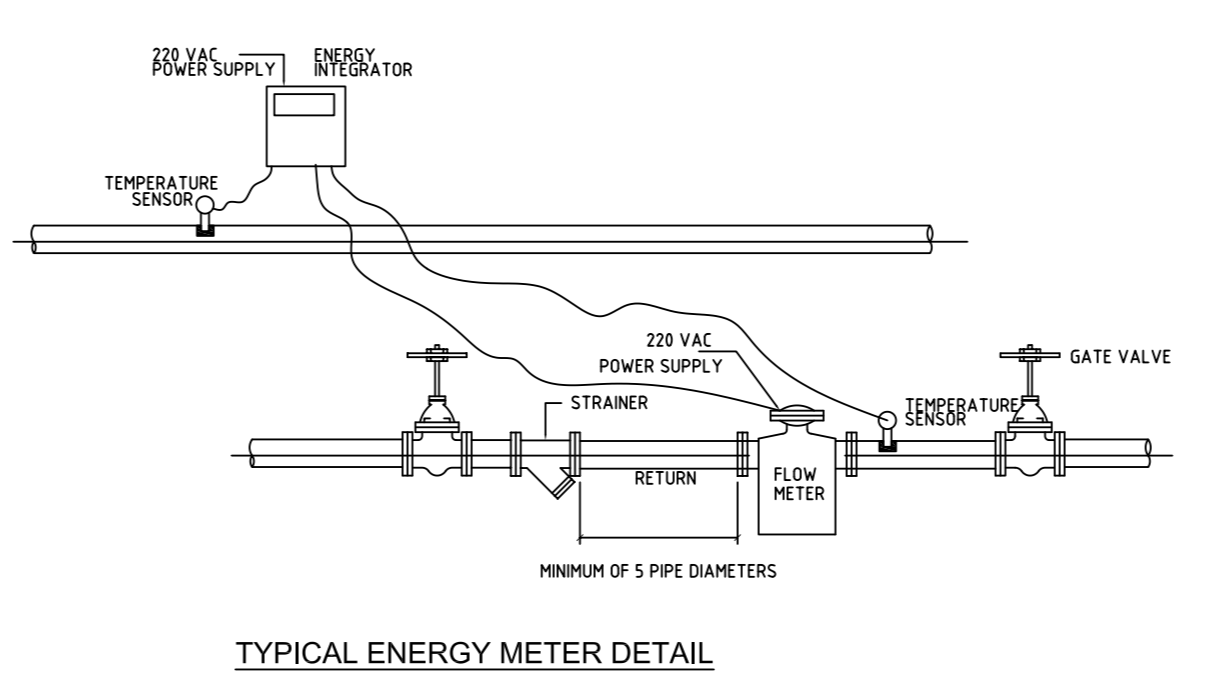 220 VAC
POWER SUPPLY
ENERGY
INTEGRATOR
TEMPERATURE
SENSOR
220 VAC
POWER SUPPLY
GATE VALVE
STRAINER
TEMPERATURE
SENSOR
RETURN
FLOW
METER
MINIMUM OF 5 PIPE DIAMETERS
TYPICAL ENERGY METER DETAIL